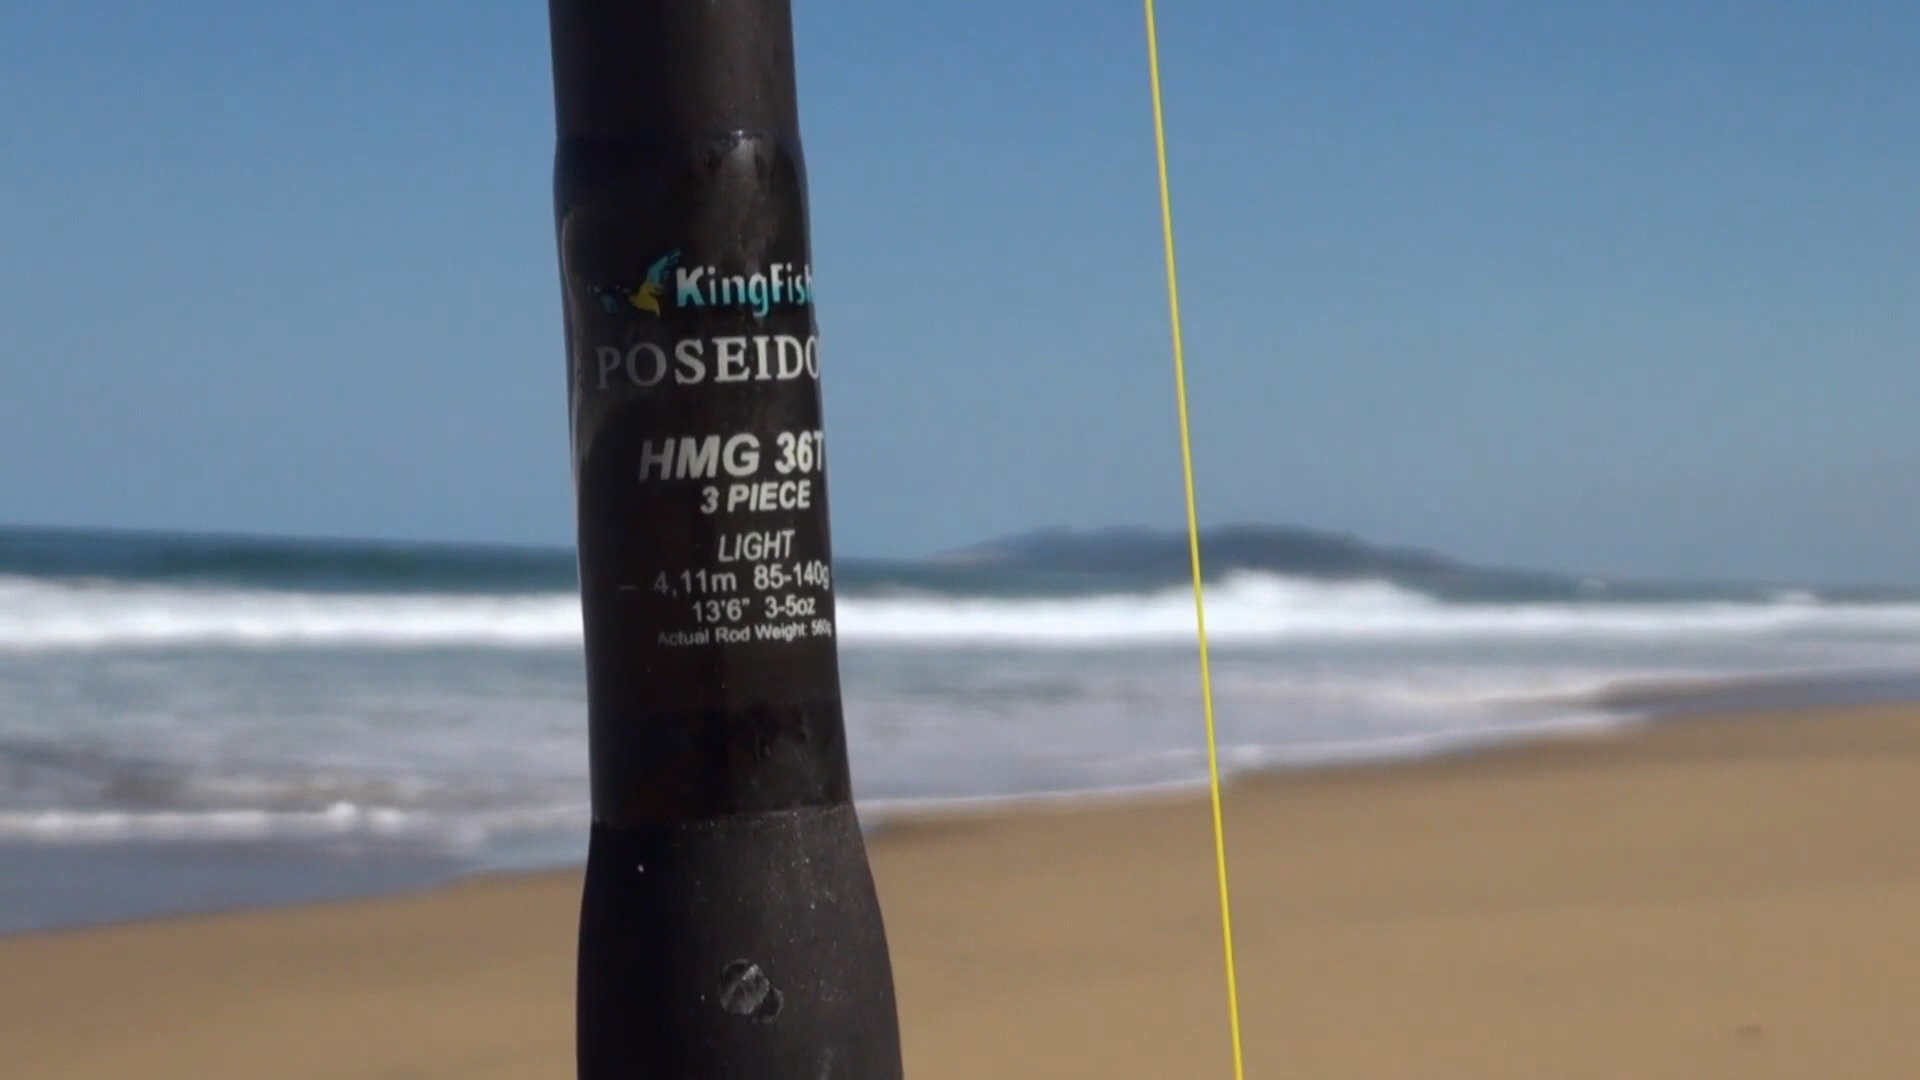 KingFish
POSEIDO
HMG 36T
3 PIECE
LIGHT
4,11m 85-140g
13'6" 3-5oz
Actual Rod Weight: 560g